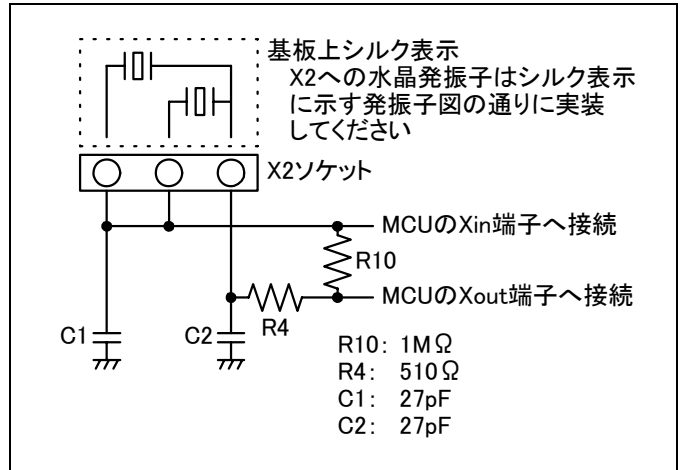 基板上シルク表示
X2への水晶発振子はシルク表示
に示す発振子図の通りに実装
してください
X2ソケット
MCUのXin端子へ接続
R10
MCUのXout端子へ接続
R4
C1
C2
R10: 1MΩ
R4: 510Ω
C1: 27pF
C2: 27pF